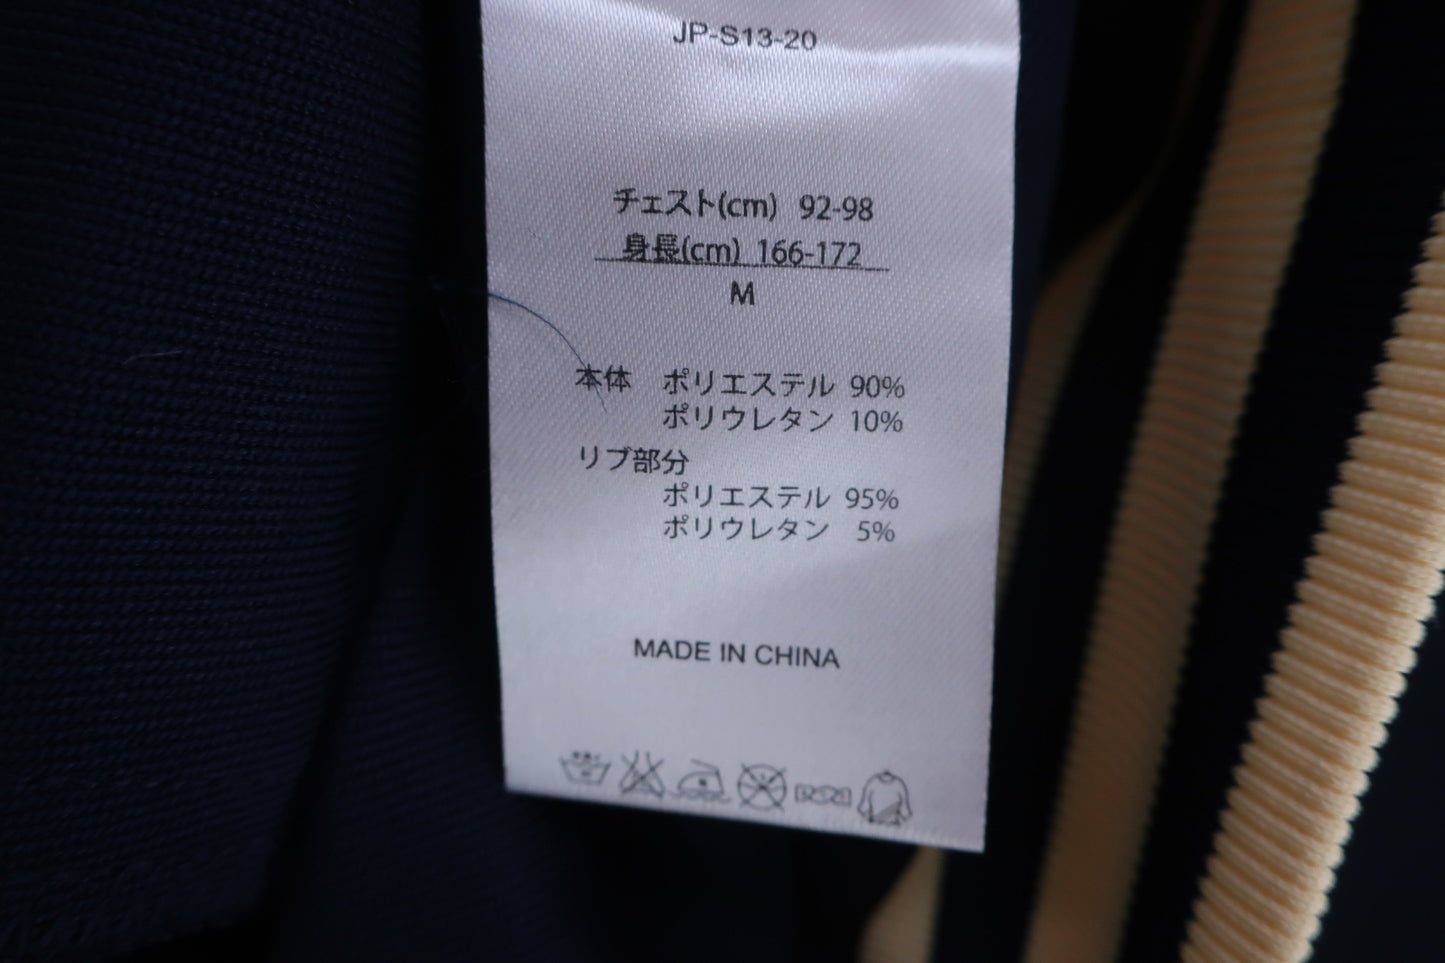 JP-S13-20
チェスト(cm) 92-98
身長(cm) 166-172
M
本体 ポリエステル 90%
ポリウレタン 10%
リブ部分
ポリエステル 95%
ポリウレタン 5%
MADE IN CHINA